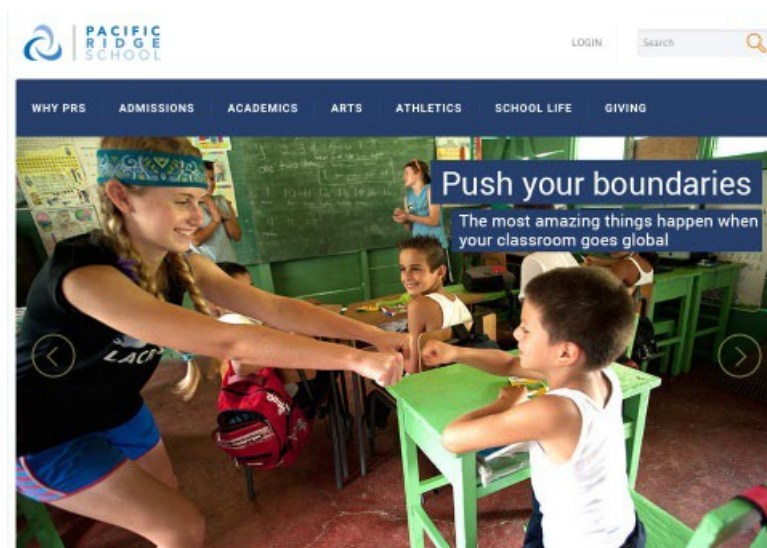 PACIFIC
RIDGE
SCHOOL
LOGIN
Search
WHY PRS
ADMISSIONS
ACADEMICS
ARTS
ATHLETICS
SCHOOL LIFE
GIVING
Push your boundaries
The most amazing things happen when
your classroom goes global